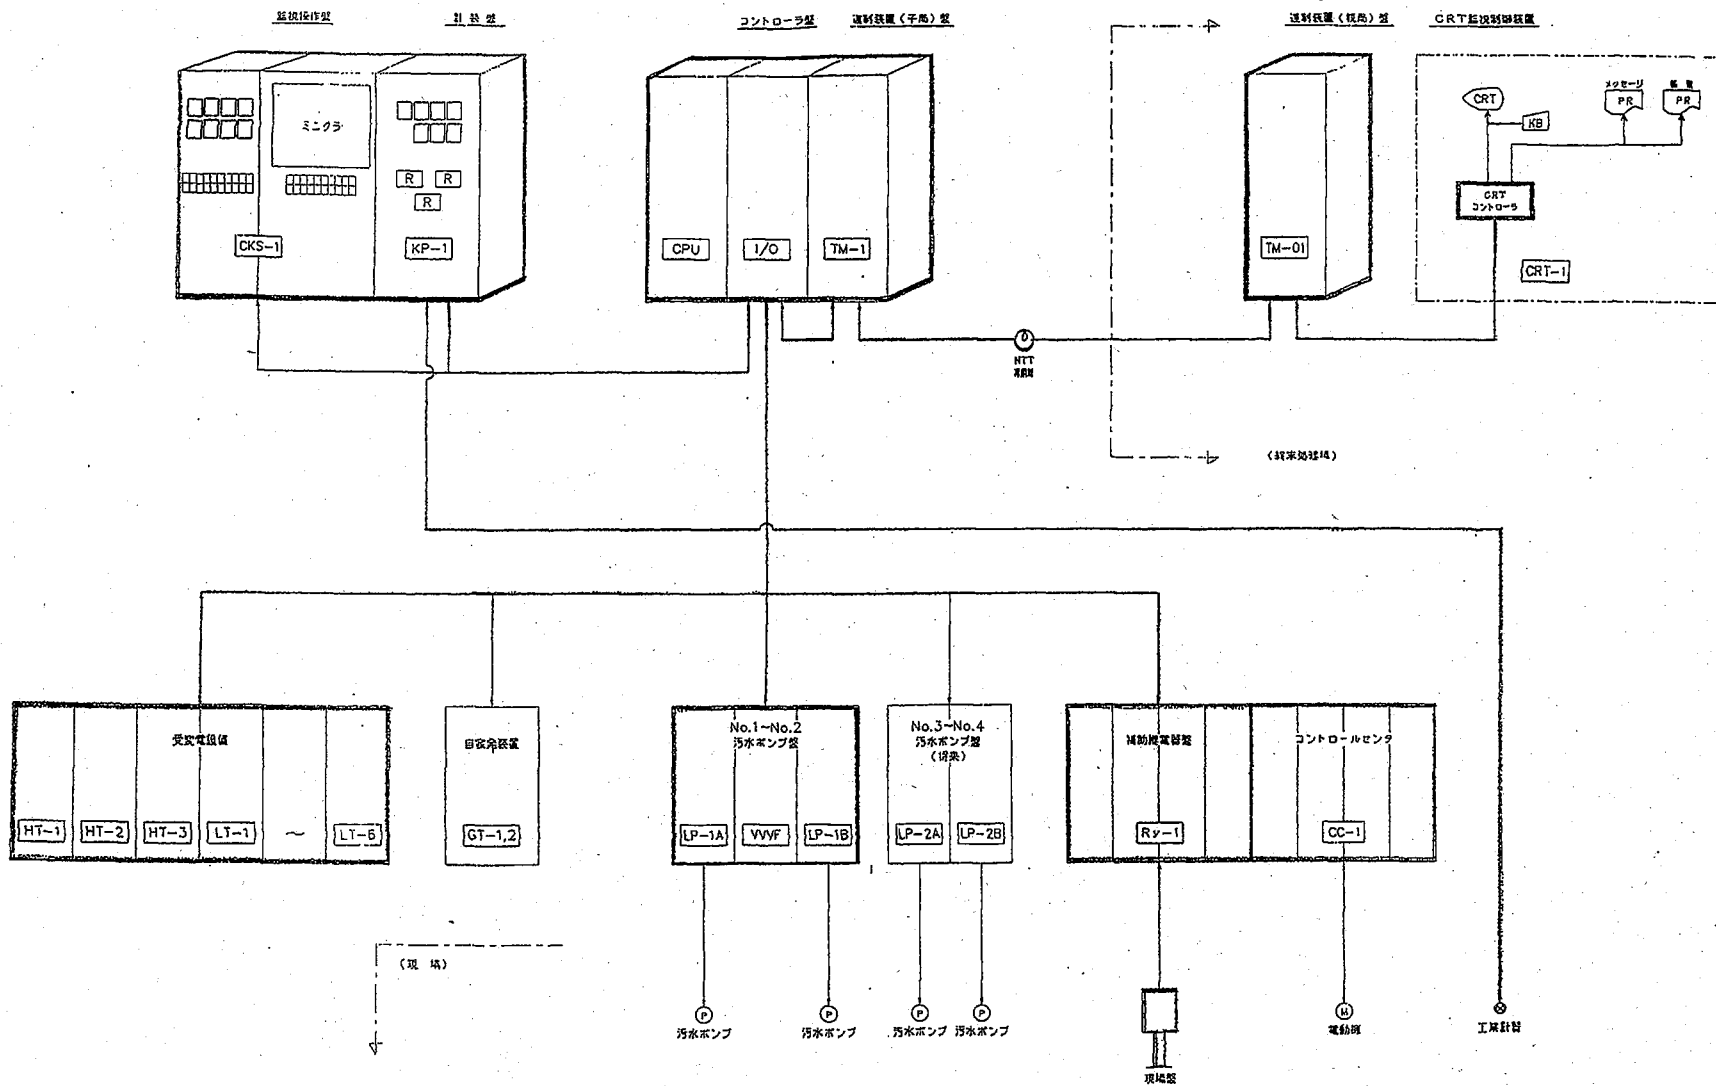 監視操作盤
計装盤
コントローラ盤
遠制装置(子局)盤
遠制装置(親局)盤
CRT監視制御装置
ミニグラ
R
R
R
CKS-1
KP-1
CPU
I/O
TM-1
TM-01
CRT
KB
メッセージ
PR
PR
CRT
コントローラ
CRT-1
NTT
(終末処理場)
受変電設備
HT-1
HT-2
HT-3
LT-1
～
LT-6
自家発装置
GT-1,2
No.1~No.2
汚水ポンプ盤
LP-1A
VVVF
LP-1B
No.3~No.4
汚水ポンプ盤
(将来)
LP-2A
LP-2B
補助継電器盤
Ry-1
コントロールセンタ
CC-1
(現場)
P
汚水ポンプ
P
汚水ポンプ
P
汚水ポンプ
P
汚水ポンプ
現場盤
M
電動機
工業計器